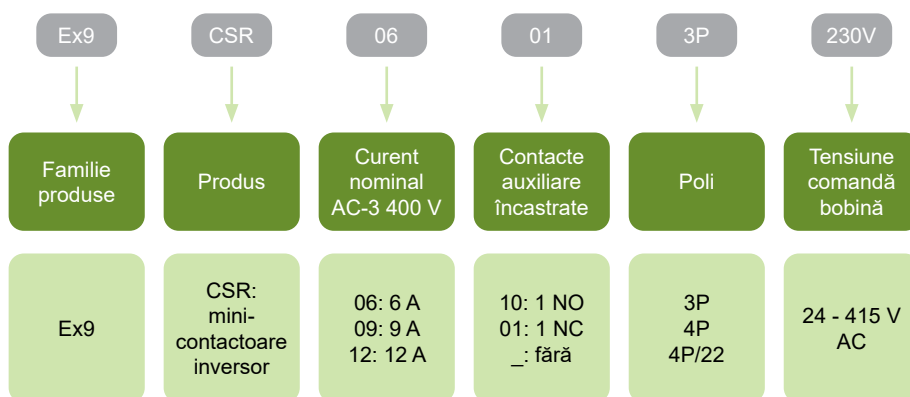 Ex9
CSR
06
01
3P
230V
Familie
produse
Produs
Curent
nominal
AC-3 400 V
Contacte
auxiliare
încastrate
Poli
Tensiune
comandă
bobină
Ex9
CSR:
mini-
contactoare
inversor
06: 6 A
09: 9 A
12: 12 A
10: 1 NO
01: 1 NC
_: fără
3P
4P
4P/22
24 - 415 V
AC